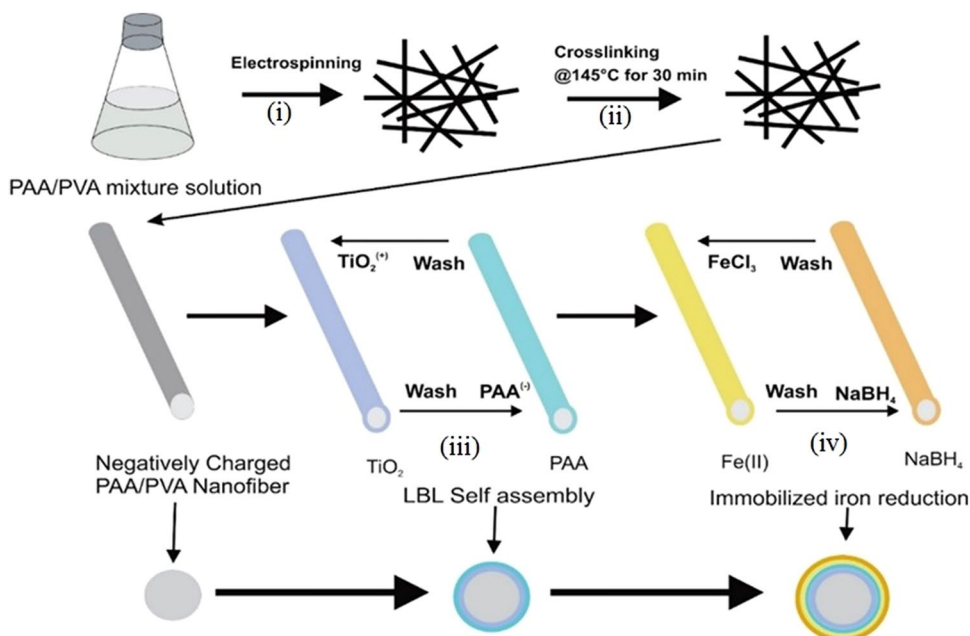 Electrospinning
(i)
Crosslinking
@145°C for 30 min
(ii)
PAA/PVA mixture solution
TiO₂⁽⁺⁾ Wash
FeCl₃ Wash
Wash PAA⁽⁻⁾
Wash NaBH₄
(iii)
(iv)
TiO₂
PAA
Fe(II)
NaBH₄
Negatively Charged
PAA/PVA Nanofiber
LBL Self assembly
Immobilized iron reduction